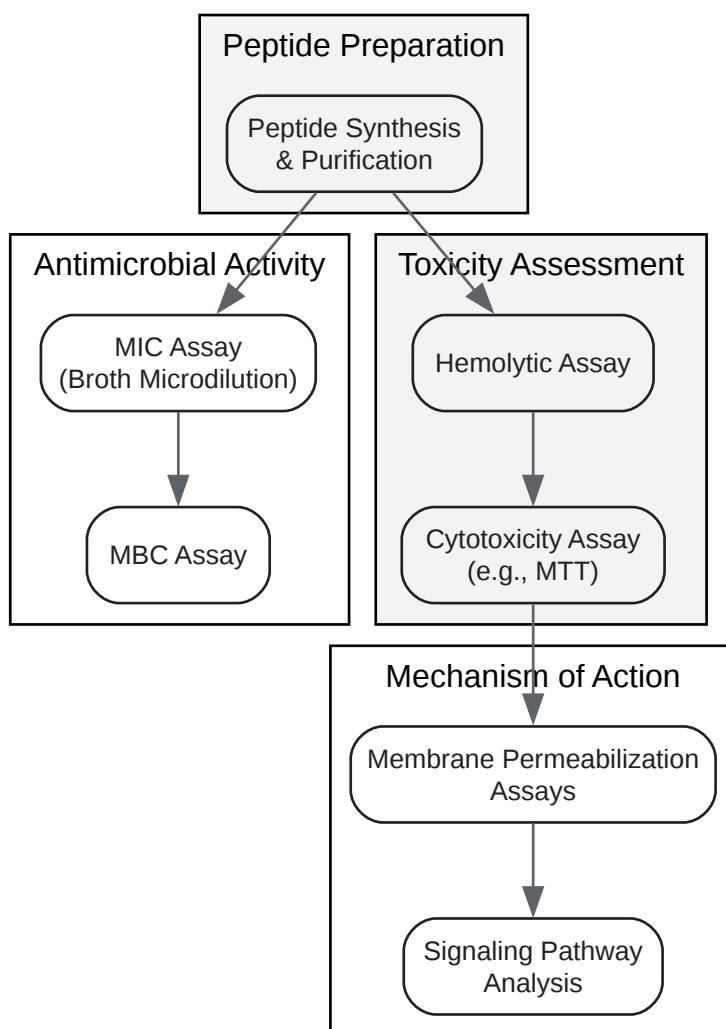 Peptide Preparation
Peptide Synthesis
& Purification
Antimicrobial Activity
MIC Assay
(Broth Microdilution)
MBC Assay
Toxicity Assessment
Hemolytic Assay
Cytotoxicity Assay
(e.g., MTT)
Mechanism of Action
Membrane Permeabilization
Assays
Signaling Pathway
Analysis